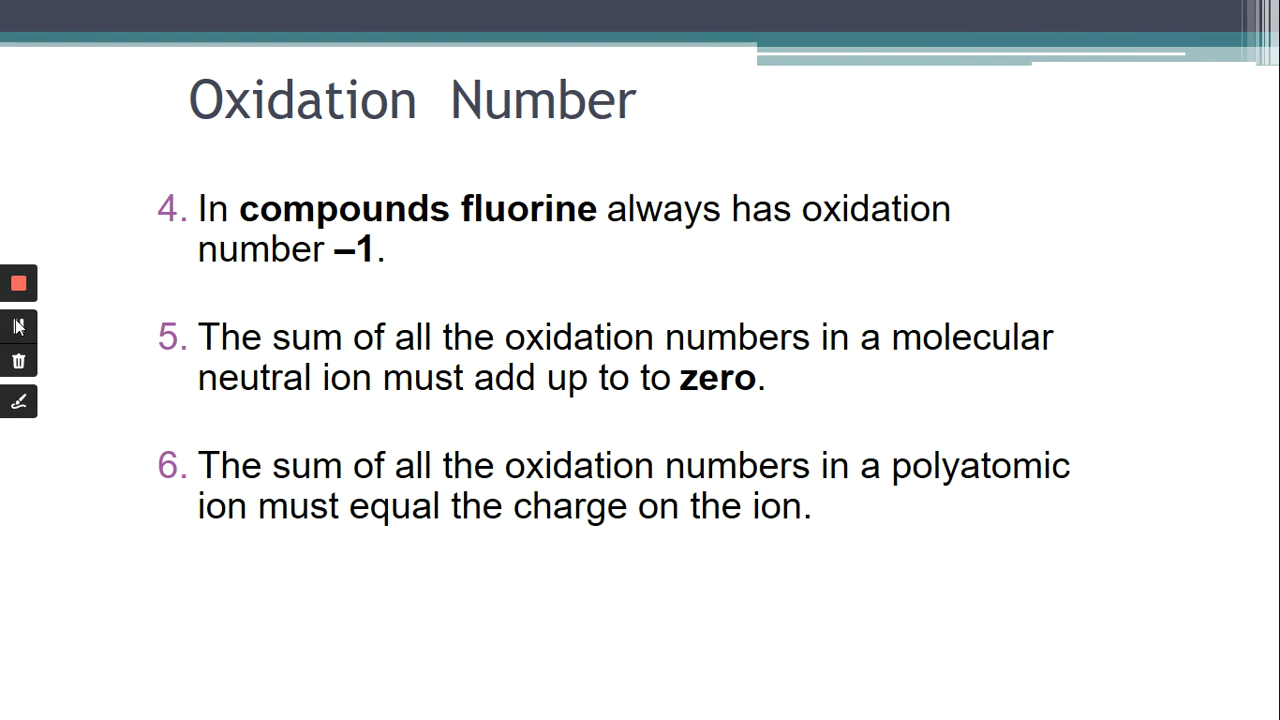 Oxidation Number
4. In compounds fluorine always has oxidation
number –1.
5. The sum of all the oxidation numbers in a molecular
neutral ion must add up to to zero.
6. The sum of all the oxidation numbers in a polyatomic
ion must equal the charge on the ion.